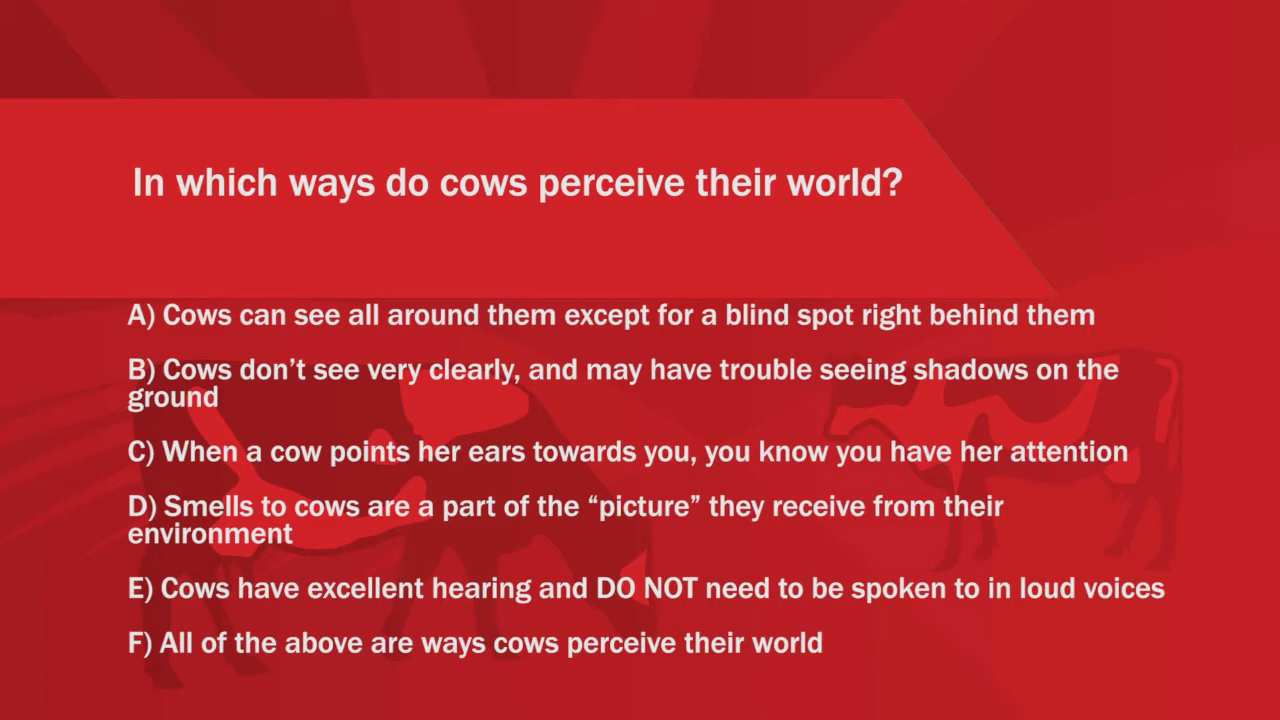 In which ways do cows perceive their world?
A) Cows can see all around them except for a blind spot right behind them
B) Cows don’t see very clearly, and may have trouble seeing shadows on the
ground
C) When a cow points her ears towards you, you know you have her attention
D) Smells to cows are a part of the “picture” they receive from their
environment
E) Cows have excellent hearing and DO NOT need to be spoken to in loud voices
F) All of the above are ways cows perceive their world